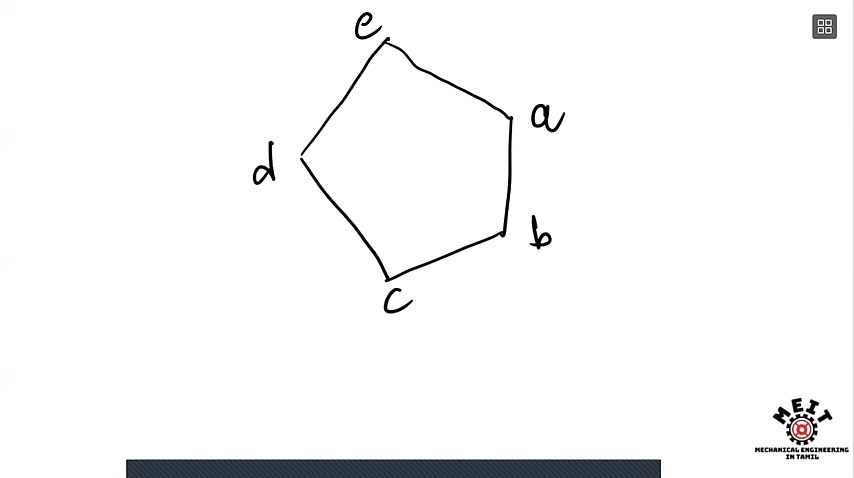 e
a
d
b
c
MEIT
MECHANICAL ENGINEERING
IN TAMIL